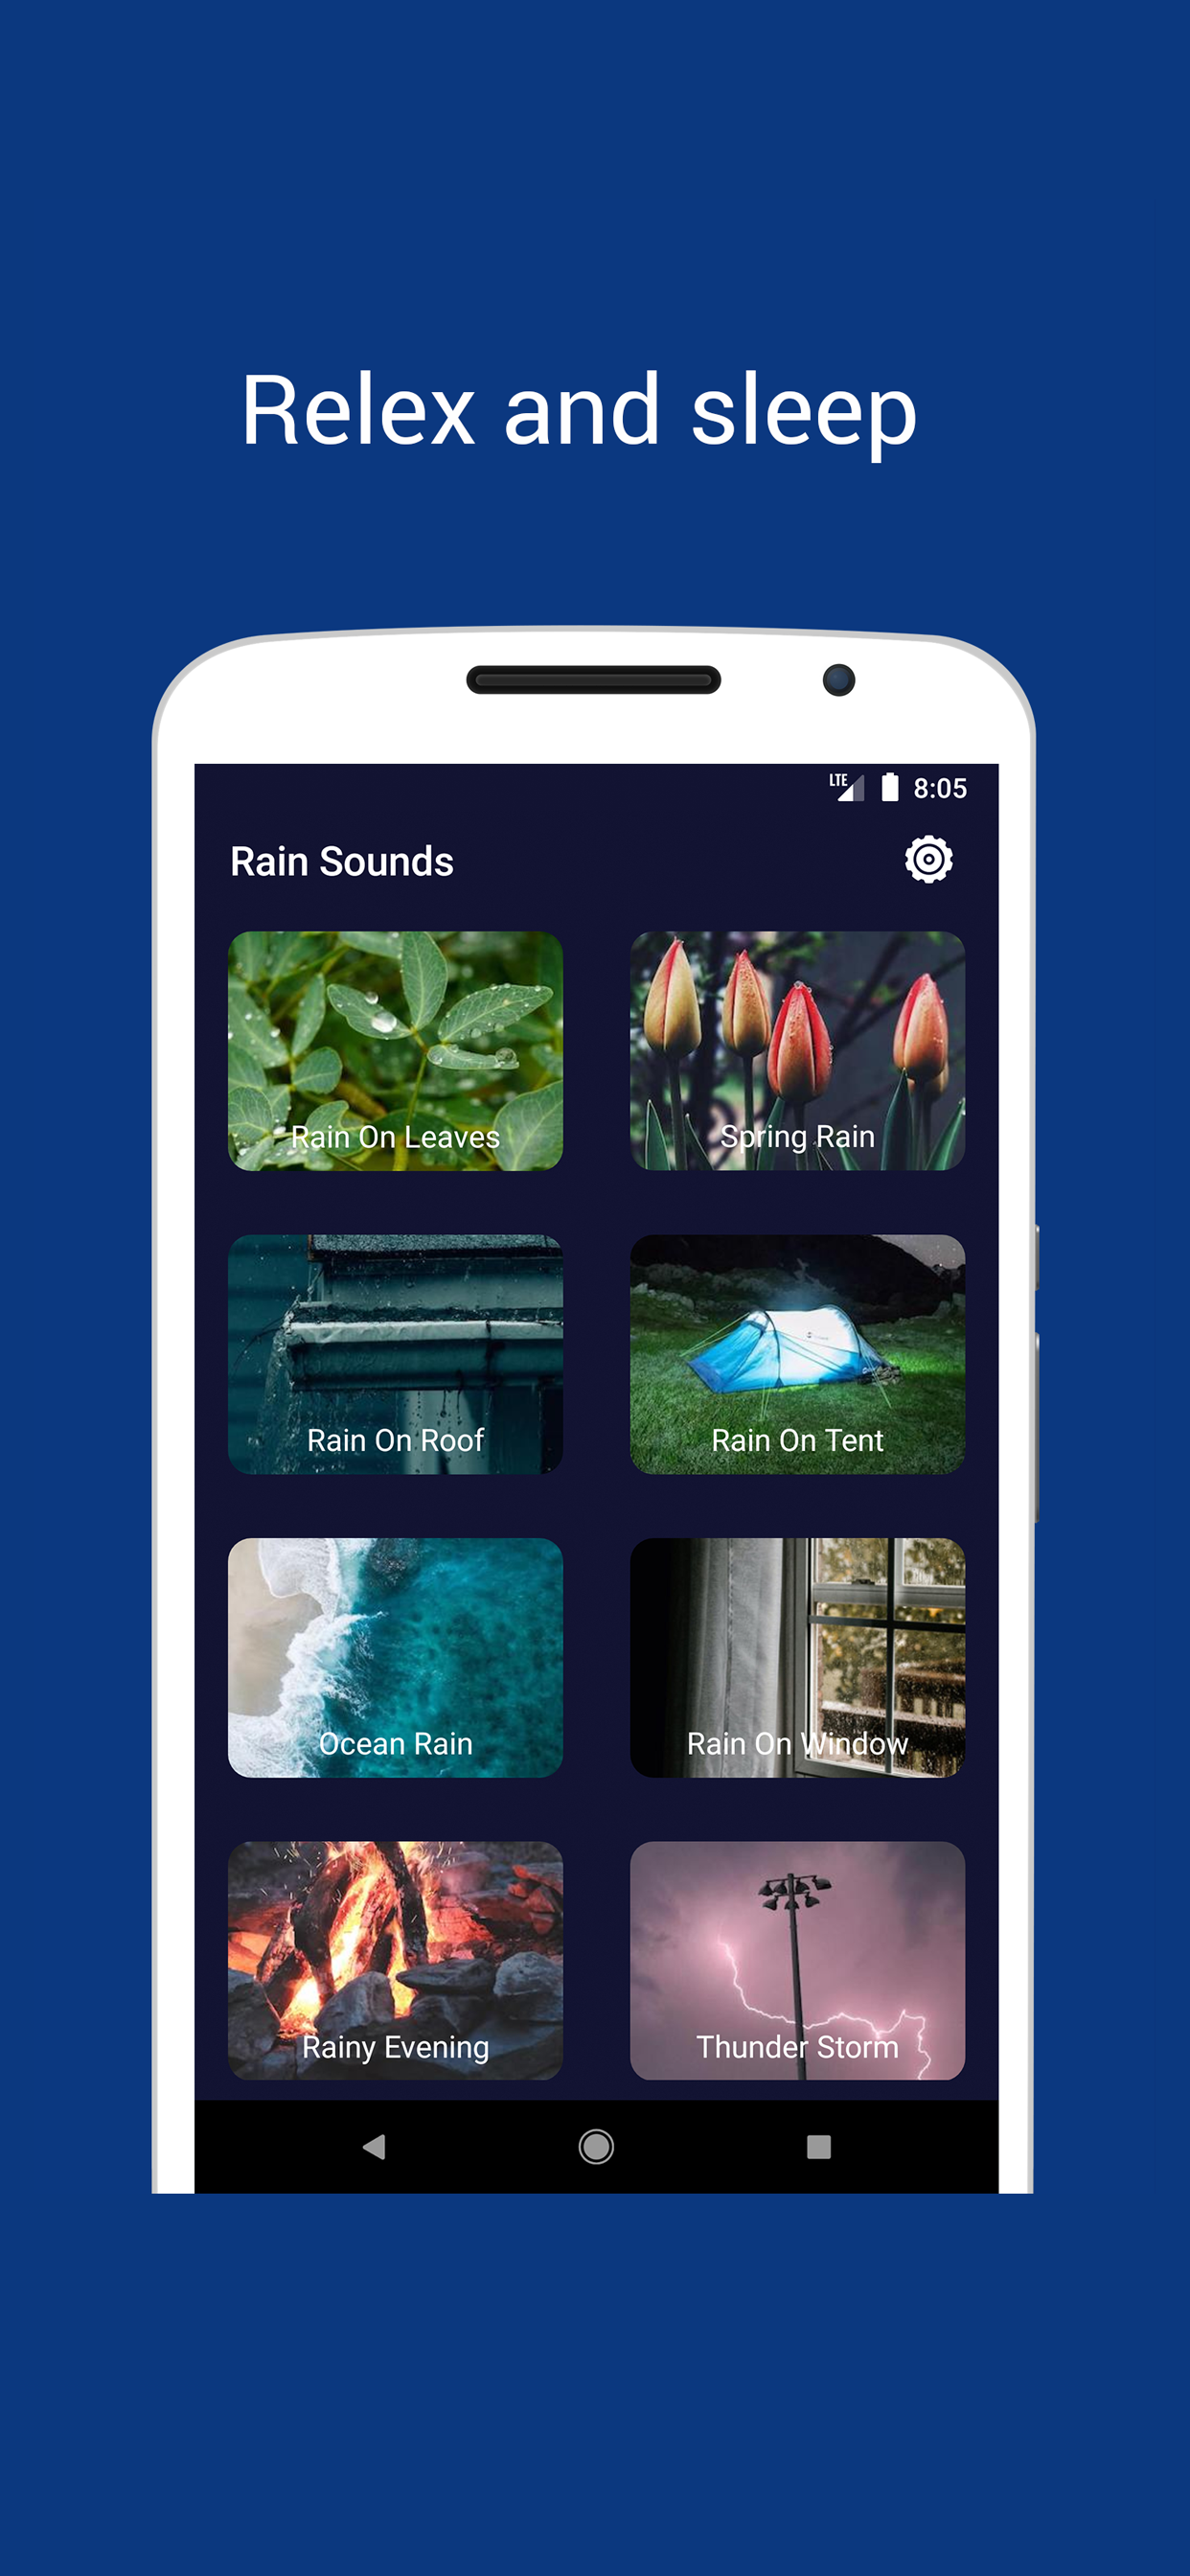 Relex and sleep
LTE 8:05
Rain Sounds
Rain On Leaves
Spring Rain
Rain On Roof
Rain On Tent
Ocean Rain
Rain On Window
Rainy Evening
Thunder Storm